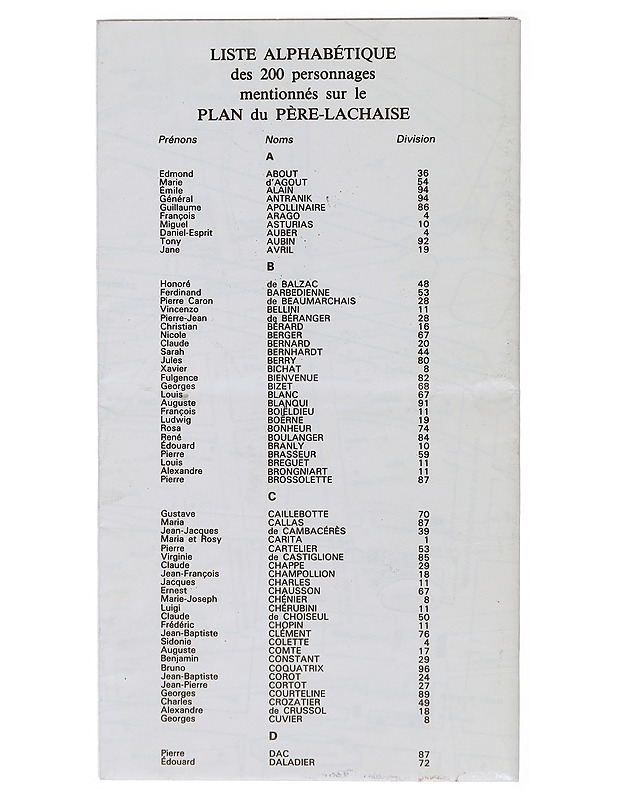 LISTE ALPHABÉTIQUE
des 200 personnages
mentionnés sur le
PLAN du PÈRE-LACHAISE
Prénons Noms Division
A
Edmond ABOUT 36
Marie d'AGOUT 54
Émile ALAIN 94
Général ANTRANIK 94
Guillaume APOLLINAIRE 86
François ARAGO 4
Miguel ASTURIAS 10
Daniel-Esprit AUBER 4
Tony AUBIN 92
Jane AVRIL 19
B
Honoré de BALZAC 48
Ferdinand BARBEDIENNE 53
Pierre Caron de BEAUMARCHAIS 28
Vincenzo BELLINI 11
Pierre-Jean de BÉRANGER 28
Christian BÉRARD 16
Nicole BERGER 67
Claude BERNARD 20
Sarah BERNHARDT 44
Jules BERRY 80
Xavier BICHAT 8
Fulgence BIENVENUE 82
Georges BIZET 68
Louis BLANC 67
Auguste BLANQUI 91
François BOIËLDIEU 11
Ludwig BOËRNE 19
Rosa BONHEUR 74
René BOULANGER 84
Édouard BRANLY 10
Pierre BRASSEUR 59
Louis BREGUET 11
Alexandre BRONGNIART 11
Pierre BROSSOLETTE 87
C
Gustave CAILLEBOTTE 70
Maria CALLAS 87
Jean-Jacques de CAMBACÉRÈS 39
Maria et Rosy CARITA 1
Pierre CARTELIER 53
Virginie de CASTIGLIONE 85
Claude CHAPPE 29
Jean-François CHAMPOLLION 18
Jacques CHARLES 11
Ernest CHAUSSON 67
Marie-Joseph CHÉNIER 8
Luigi CHÉRUBINI 11
Claude de CHOISEUL 50
Frédéric CHOPIN 11
Jean-Baptiste CLÉMENT 76
Sidonie COLETTE 4
Auguste COMTE 17
Benjamin CONSTANT 29
Bruno COQUATRIX 96
Jean-Baptiste COROT 24
Jean-Pierre CORTOT 27
Georges COURTELINE 89
Charles CROZATIER 49
Alexandre de CRUSSOL 18
Georges CUVIER 8
D
Pierre DAC 87
Édouard DALADIER 72